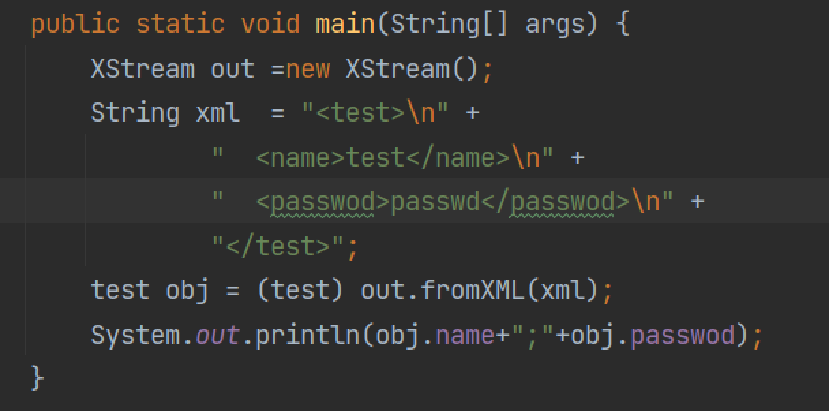 public static void main(String[] args) {
    XStream out =new XStream();
    String xml  = "<test>\n" +
            "  <name>test</name>\n" +
            "  <passwod>passwd</passwod>\n" +
            "</test>";
    test obj = (test) out.fromXML(xml);
    System.out.println(obj.name+";"+obj.passwod);
}